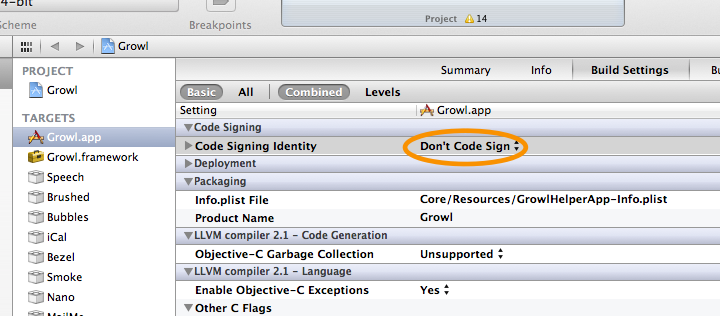 4-bit
Scheme
Breakpoints
Project 14
Growl
PROJECT
Growl
TARGETS
Growl.app
Growl.framework
Speech
Brushed
Bubbles
iCal
Bezel
Smoke
Nano
MailMe
Summary Info Build Settings Bu
Basic All Combined Levels
Setting Growl.app
Code Signing
Code Signing Identity Don't Code Sign
Deployment
Packaging
Info.plist File Core/Resources/GrowlHelperApp-Info.plist
Product Name Growl
LLVM compiler 2.1 - Code Generation
Objective-C Garbage Collection Unsupported
LLVM compiler 2.1 - Language
Enable Objective-C Exceptions Yes
Other C Flags